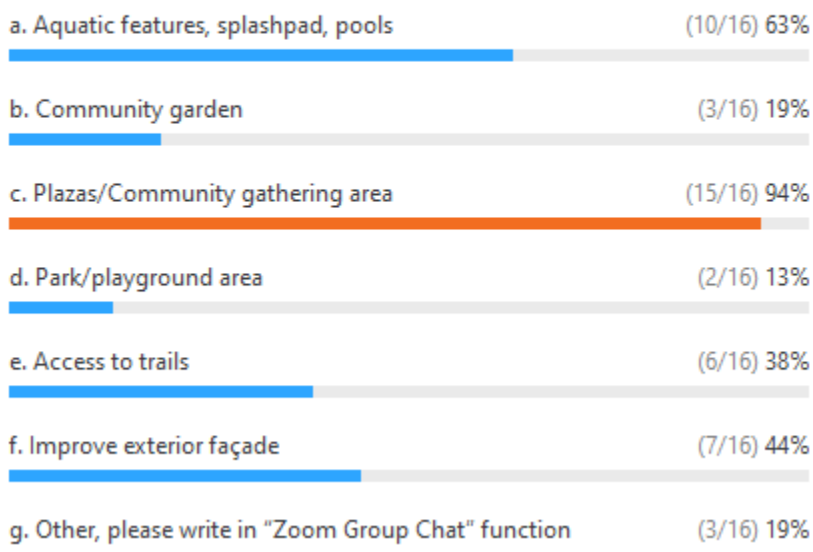 a. Aquatic features, splashpad, pools (10/16) 63%
b. Community garden (3/16) 19%
c. Plazas/Community gathering area (15/16) 94%
d. Park/playground area (2/16) 13%
e. Access to trails (6/16) 38%
f. Improve exterior façade (7/16) 44%
g. Other, please write in “Zoom Group Chat” function (3/16) 19%